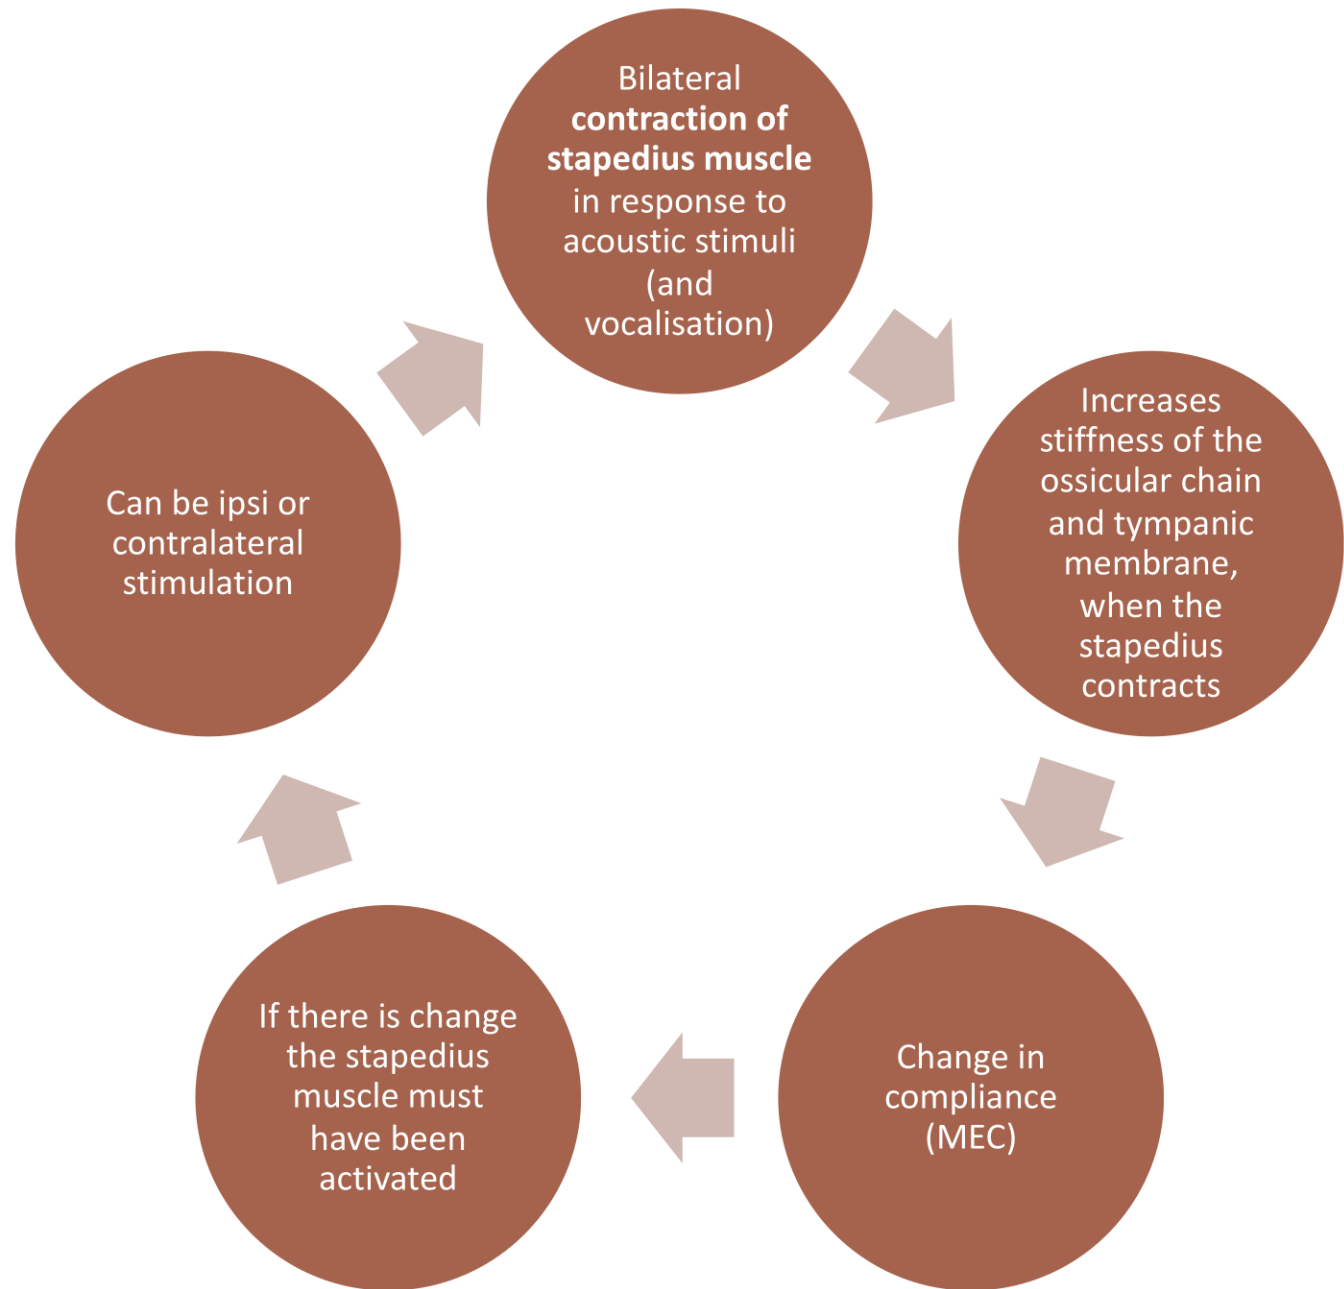 Bilateral
contraction of
stapedius muscle
in response to
acoustic stimuli
(and
vocalisation)
Increases
stiffness of the
ossicular chain
and tympanic
membrane,
when the
stapedius
contracts
Change in
compliance
(MEC)
If there is change
the stapedius
muscle must
have been
activated
Can be ipsi or
contralateral
stimulation